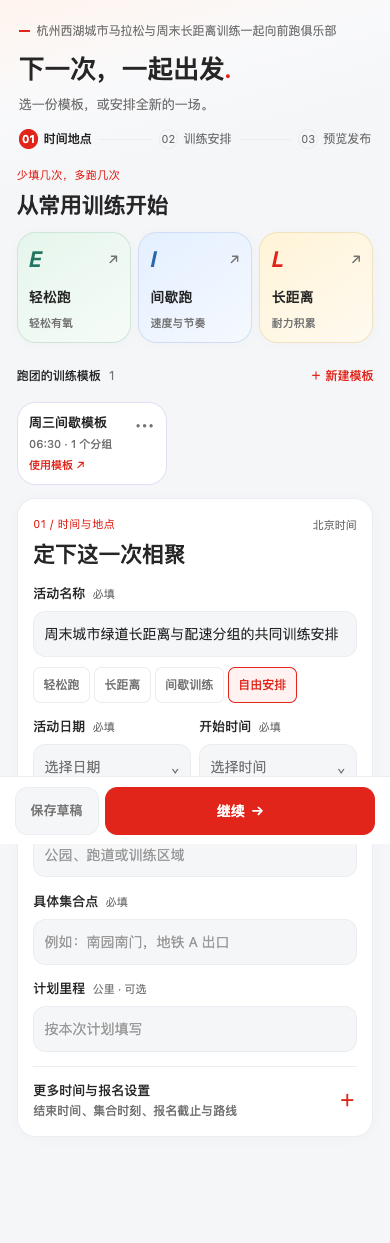 杭州西湖城市马拉松与周末长距离训练一起向前跑俱乐部
下一次，一起出发.
选一份模板，或安排全新的一场。
01 时间地点 02 训练安排 03 预览发布
少填几次，多跑几次
从常用训练开始
E ↗ I ↗ L ↗
轻松跑 间歇跑 长距离
轻松有氧 速度与节奏 耐力积累
跑团的训练模板 1 + 新建模板
周三间歇模板 •••
06:30 · 1 个分组
使用模板 ↗
01 / 时间与地点 北京时间
定下这一次相聚
活动名称 必填
周末城市绿道长距离与配速分组的共同训练安排
轻松跑 长距离 间歇训练 自由安排
活动日期 必填 开始时间 必填
选择日期 选择时间
保存草稿 继续 →
公园、跑道或训练区域
具体集合点 必填
例如：南园南门，地铁 A 出口
计划里程 公里 · 可选
按本次计划填写
更多时间与报名设置 +
结束时间、集合时刻、报名截止与路线